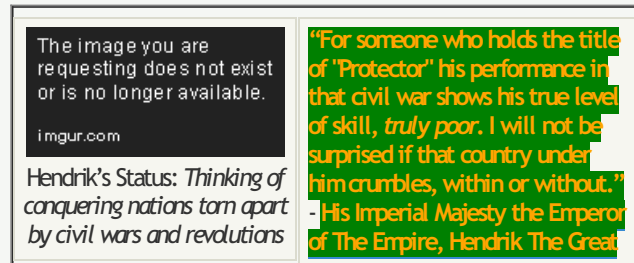 The image you are
requesting does not exist
or is no longer available.
imgur.com
Hendrik's Status: Thinking of
conquering nations torn apart
by civil wars and revolutions
“For someone who holds the title
of "Protector" his performance in
that civil war shows his true level
of skill, truly poor. I will not be
surprised if that country under
him crumbles, within or without.”
- His Imperial Majesty the Emperor
of The Empire, Hendrik The Great